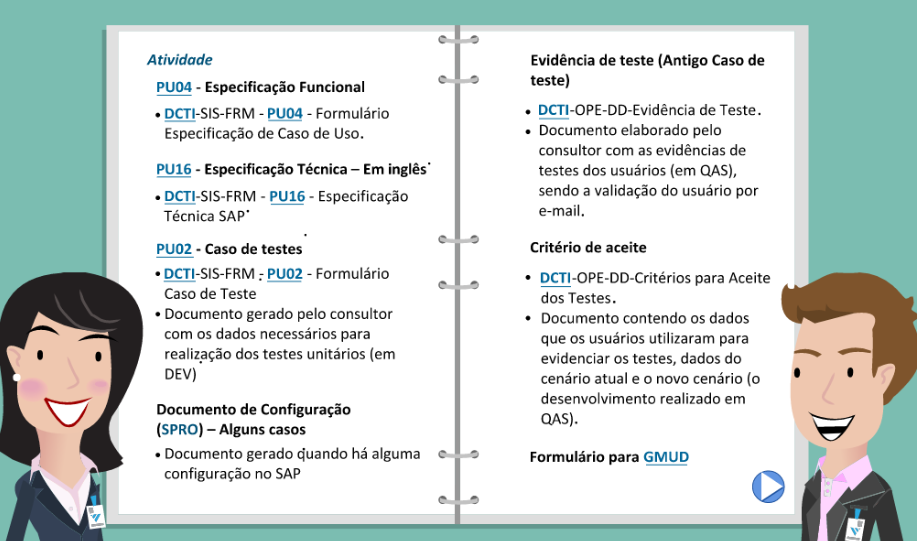 Atividade
PU04 - Especificação Funcional
• DCTI-SIS-FRM - PU04 - Formulário
Especificação de Caso de Uso.
PU16 - Especificação Técnica – Em inglês.
• DCTI-SIS-FRM - PU16 - Especificação
Técnica SAP.
PU02 - Caso de testes
• DCTI-SIS-FRM - PU02 - Formulário
Caso de Teste
• Documento gerado pelo consultor
com os dados necessários para
realização dos testes unitários (em
DEV)
Documento de Configuração
(SPRO) – Alguns casos
• Documento gerado quando há alguma
configuração no SAP
Evidência de teste (Antigo Caso de
teste)
• DCTI-OPE-DD-Evidência de Teste.
• Documento elaborado pelo
consultor com as evidências de
testes dos usuários (em QAS),
sendo a validação do usuário por
e-mail.
Critério de aceite
• DCTI-OPE-DD-Critérios para Aceite
dos Testes.
• Documento contendo os dados
que os usuários utilizaram para
evidenciar os testes, dados do
cenário atual e o novo cenário (o
desenvolvimento realizado em
QAS).
Formulário para GMUD